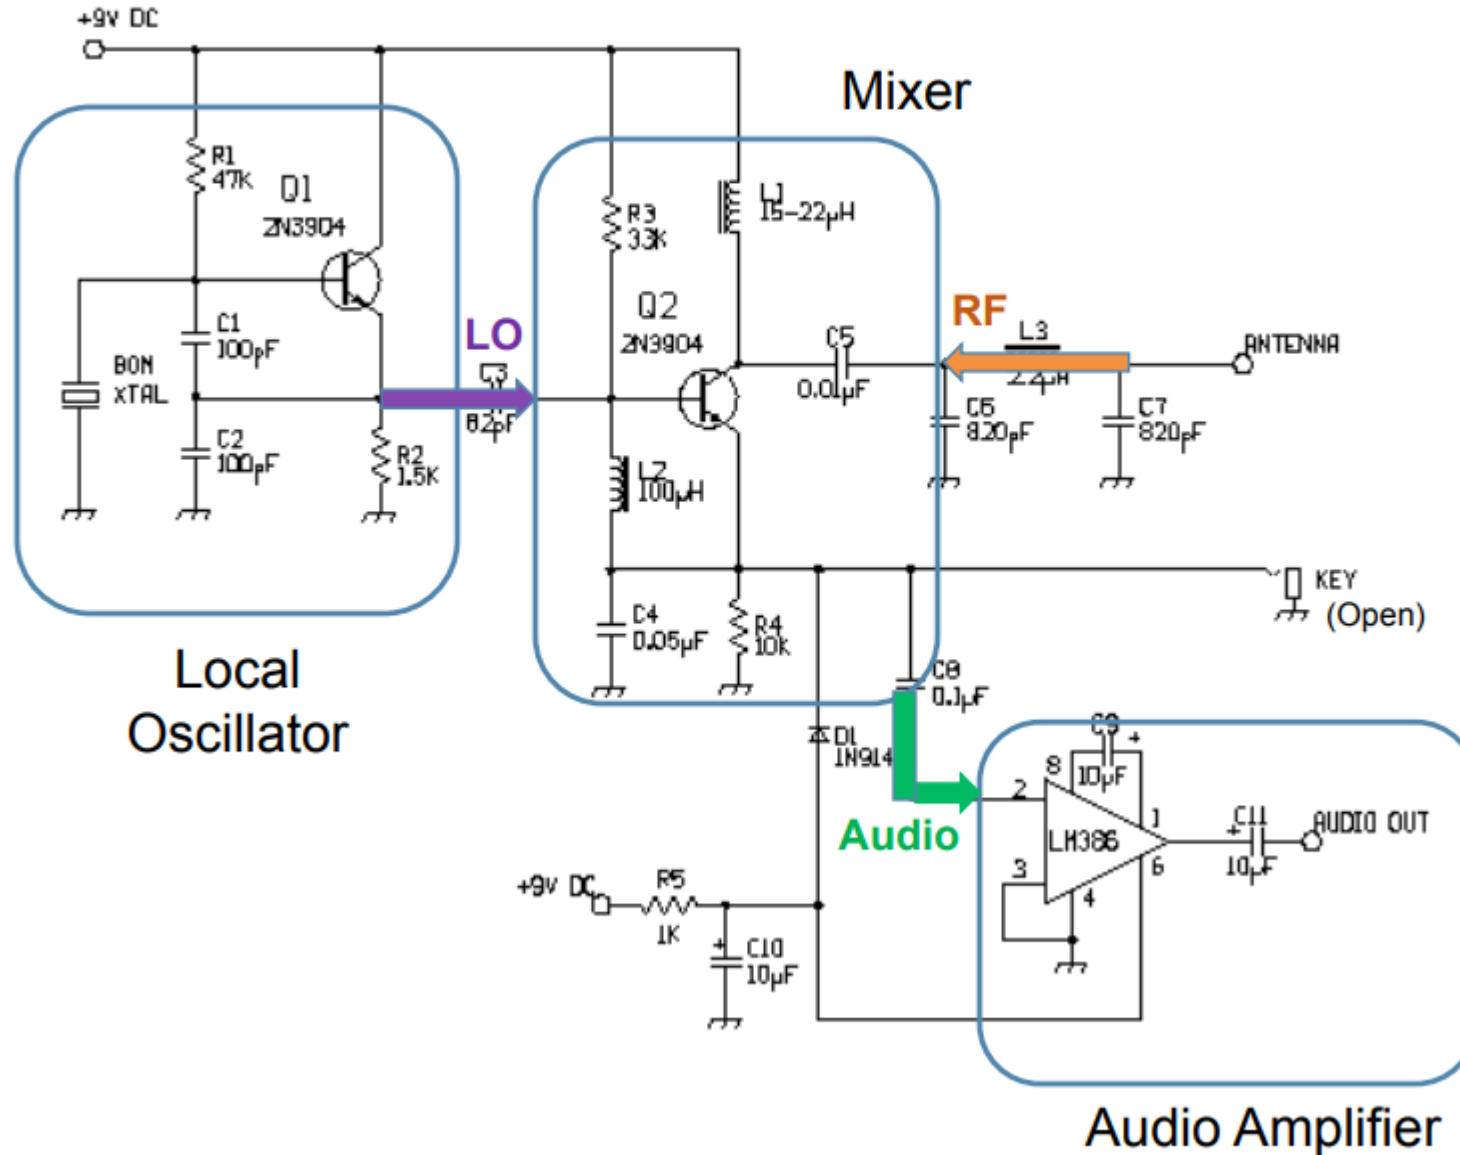 +9V DC
Mixer
R1
47K
Q1
2N3904
L1
15-22µH
R3
33K
Q2
2N3904
RF
LO
C1
100pF
C3
82pF
C5
0.01µF
L3
2.2µH
ANTENNA
80M
XTAL
C6
820pF
C7
820pF
C2
100pF
R2
1.5K
L2
100µH
KEY
(Open)
C4
0.05µF
R4
10K
C8
0.1µF
Local
Oscillator
D1
1N914
C9
+
10µF
8
2
Audio
LM386
1
C11
+
10µF
AUDIO OUT
3
6
4
+9V DC
R5
1K
+
C10
10µF
Audio Amplifier